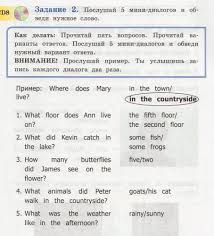 Задание 2. Послушай 5 мини-диалогов и об-
веди нужное слово.
Как делать: Прочитай пять вопросов. Прочитай ва-
рианты ответов. Послушай 5 мини-диалогов и обведи
нужный вариант ответа.
ВНИМАНИЕ! Послушай пример. Ты услышишь за-
пись каждого диалога два раза.
Пример: Where does Mary live? in the town/
in the countryside
1. What floor does Ann live on? the fifth floor/
the second floor
2. What did Kevin catch in the lake? some fish/
some frogs
3. How many butterflies did James see on the flower? five/two
4. What animals did Peter walk in the countryside? goats/his cat
5. What was the weather like in the afternoon? rainy/sunny